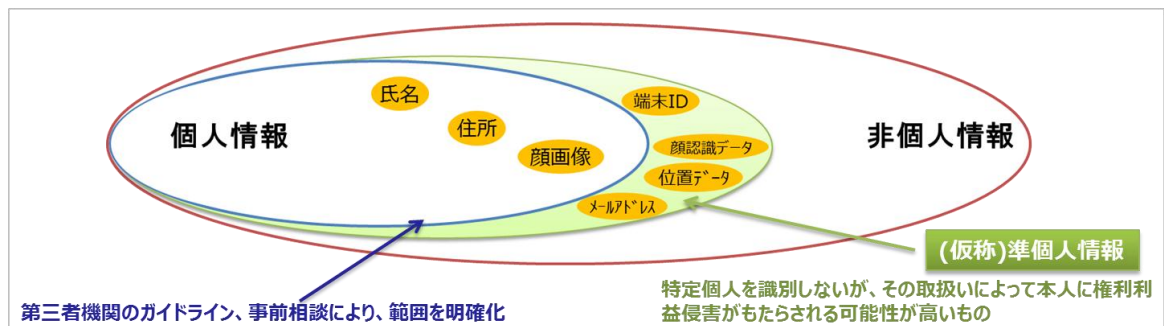 氏名
端末ID
住所
個人情報
非個人情報
顔画像
顔認識データ
位置ﾃﾞｰﾀ
ﾒｰﾙｱﾄﾞﾚｽ
(仮称)準個人情報
第三者機関のガイドライン、事前相談により、範囲を明確化
特定個人を識別しないが、その取扱いによって本人に権利利
益侵害がもたらされる可能性が高いもの